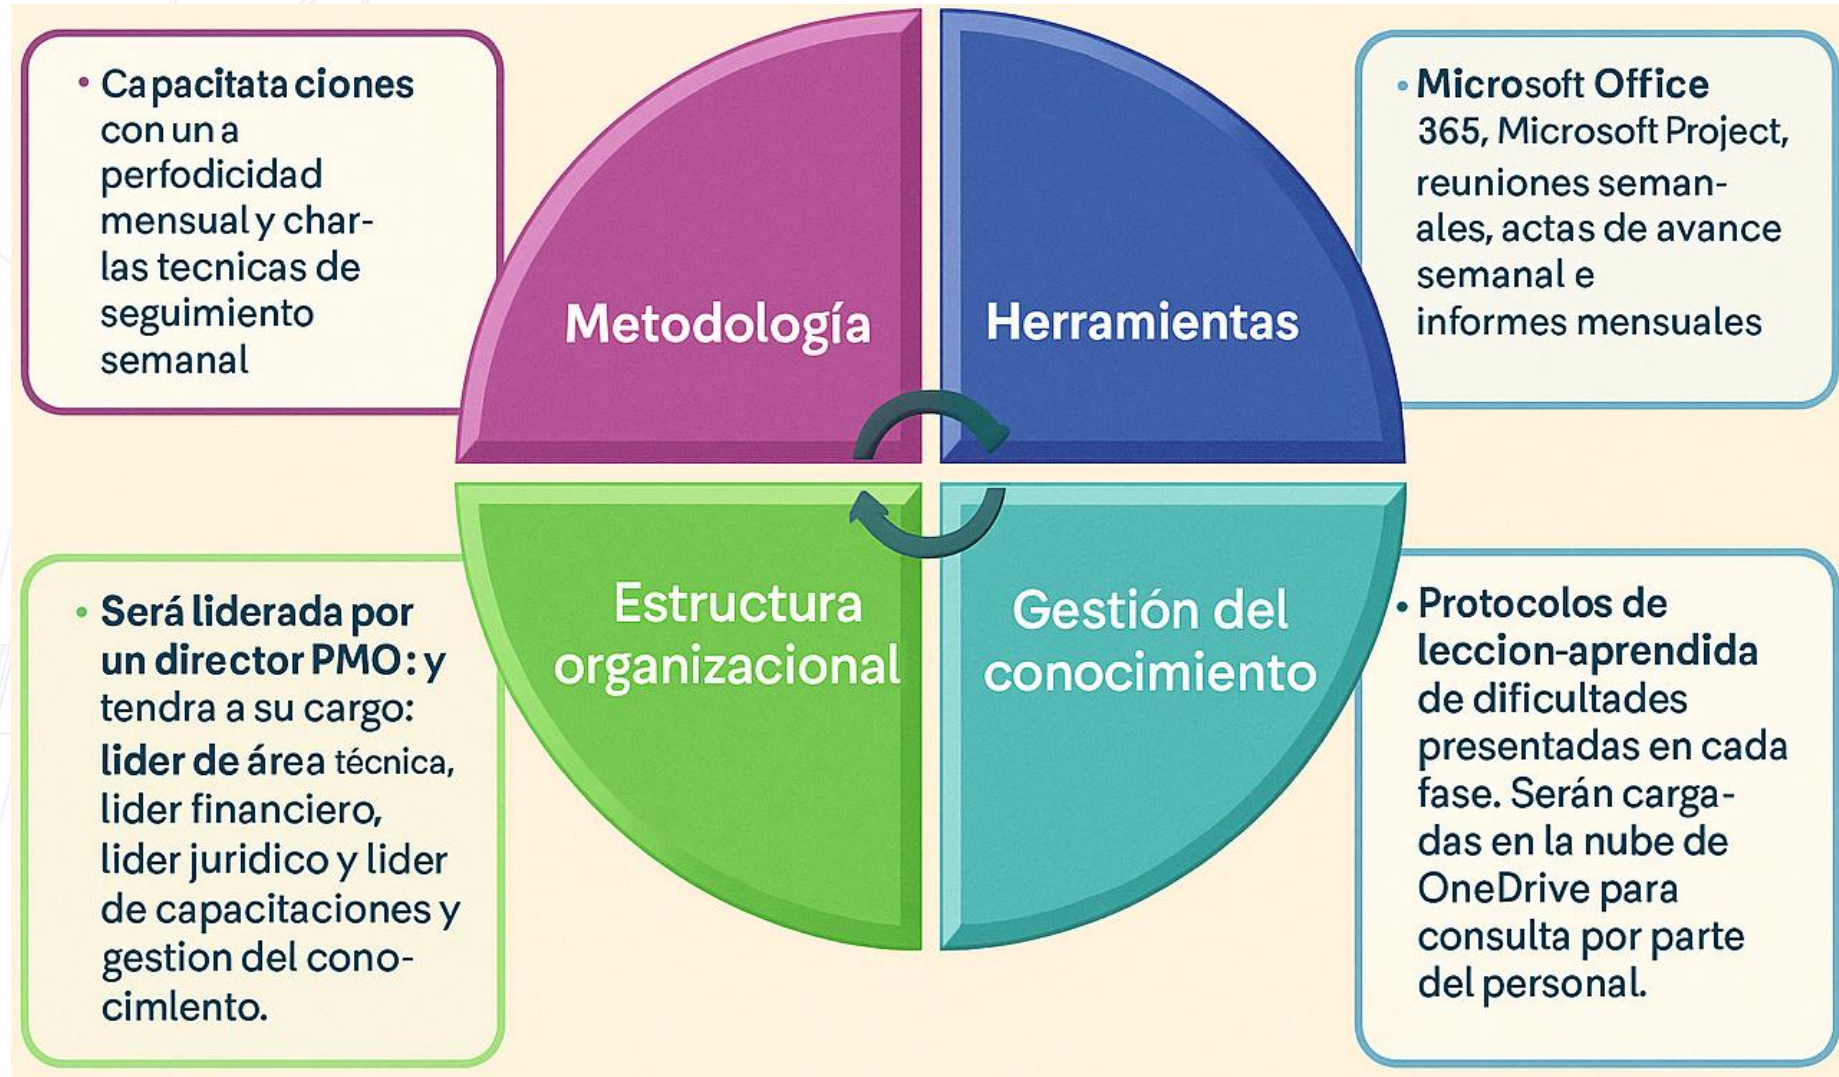 • Capacitata ciones
con un a
perfodicidad
mensual y char-
las tecnicas de
seguimiento
semanal
Metodología
Herramientas
• Microsoft Office
365, Microsoft Project,
reuniones seman-
ales, actas de avance
semanal e
informes mensuales
• Será liderada por
un director PMO: y
tendra a su cargo:
lider de área técnica,
lider financiero,
lider juridico y lider
de capacitaciones y
gestion del cono-
cimlento.
Estructura
organizacional
Gestión del
conocimiento
• Protocolos de
leccion-aprendida
de dificultades
presentadas en cada
fase. Serán carga-
das en la nube de
OneDrive para
consulta por parte
del personal.